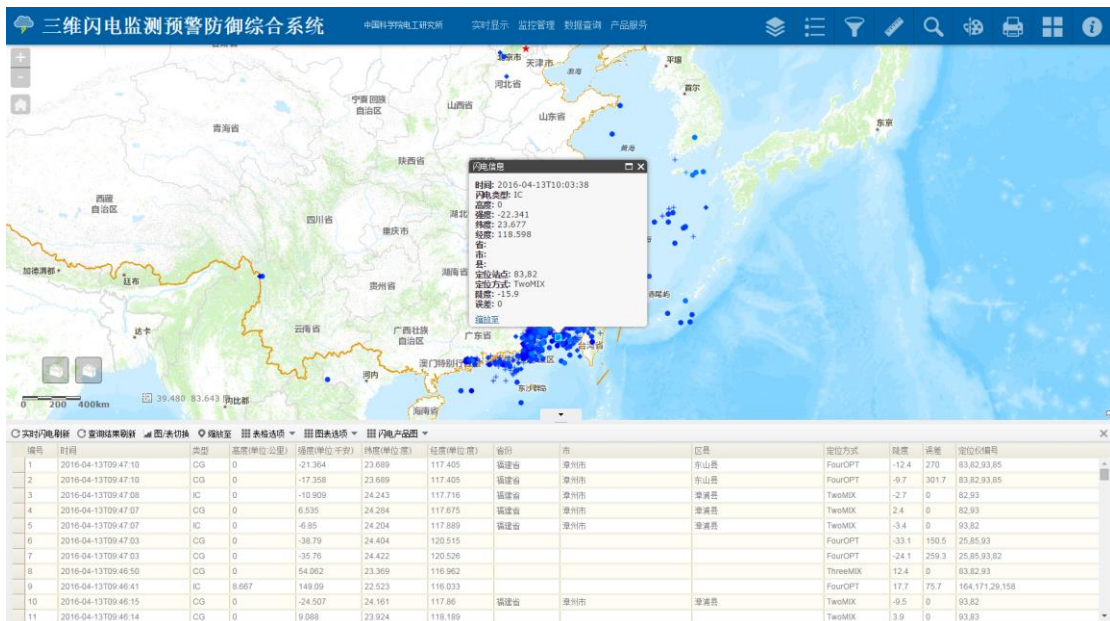 三维闪电监测预警防御综合系统 中国科学院电工研究所 实时显示 监控管理 数据查询 产品服务
北京市 天津市 渤海 平壤
河北省 首尔
宁夏回族
自治区 山西省
山东省
东京
青海省
黄海
陕西省
闪电信息
时间: 2016-04-13T10:03:38
闪电类型: IC
高度: 0
强度: -22.341
纬度: 23.677
经度: 118.598
省:
市:
县:
定位站点: 83,82
定位方式: TwoMIX
陡度: -15.9
误差: 0
缩放至
西藏
自治区
四川省
湖北
重庆市
加德满都
廷布
湖南省
贵州省
赤尾屿
达卡
云南省
广西壮族
自治区
广东省
台湾省
澳门特别行
区
河内
东沙群岛
海南省
0 200 400km
39.480 83.643
内比都
实时闪电刷新 查询结果刷新 图/表切换 缩放至 表格选项 图表选项 闪电产品图
编号 时间 类型 高度(单位:公里) 强度(单位:千安) 纬度(单位:度) 经度(单位:度) 省份 市 区县 定位方式 陡度 误差 定位仪编号
1 2016-04-13T09:47:10 CG 0 -21.364 23.689 117.405 福建省 漳州市 东山县 FourOPT -12.4 270 83,82,93,85
2 2016-04-13T09:47:10 CG 0 -17.358 23.689 117.405 福建省 漳州市 东山县 FourOPT -9.7 301.7 83,82,93,85
3 2016-04-13T09:47:08 IC 0 -10.909 24.243 117.716 福建省 漳州市 漳浦县 TwoMIX -2.7 0 82,93
4 2016-04-13T09:47:07 CG 0 6.535 24.284 117.675 福建省 漳州市 漳浦县 TwoMIX 2.4 0 82,93
5 2016-04-13T09:47:07 IC 0 -6.85 24.204 117.889 福建省 漳州市 漳浦县 TwoMIX -3.4 0 93,82
6 2016-04-13T09:47:03 CG 0 -38.79 24.404 120.515 FourOPT -33.1 150.5 25,85,93
7 2016-04-13T09:47:03 CG 0 -35.76 24.422 120.526 FourOPT -24.1 259.3 25,85,93,82
8 2016-04-13T09:46:50 CG 0 54.062 23.369 116.962 ThreeMIX 12.4 0 83,82,93
9 2016-04-13T09:46:41 IC 8.667 149.09 22.523 116.033 FourOPT 17.7 75.7 164,171,29,158
10 2016-04-13T09:46:15 CG 0 -24.507 24.161 117.86 福建省 漳州市 漳浦县 TwoMIX -9.5 0 93,82
11 2016-04-13T09:46:14 CG 0 9.088 23.924 118.189 TwoMIX 3.9 0 93,83